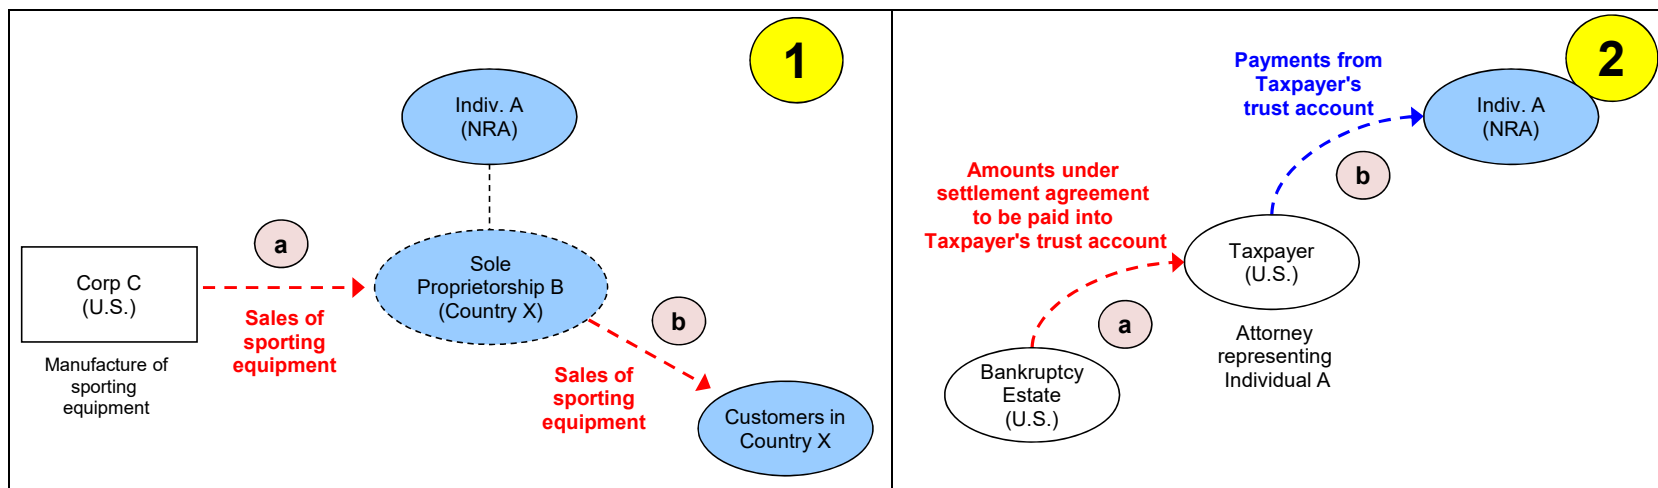 1
Indiv. A
(NRA)
a
Corp C
(U.S.)
Sole
Proprietorship B
(Country X)
Sales of
sporting
equipment
b
Manufacture of
sporting
equipment
Sales of
sporting
equipment
Customers in
Country X
2
Payments from
Taxpayer's
trust account
Indiv. A
(NRA)
b
Amounts under
settlement agreement
to be paid into
Taxpayer's trust account
Taxpayer
(U.S.)
a
Attorney
representing
Individual A
Bankruptcy
Estate
(U.S.)